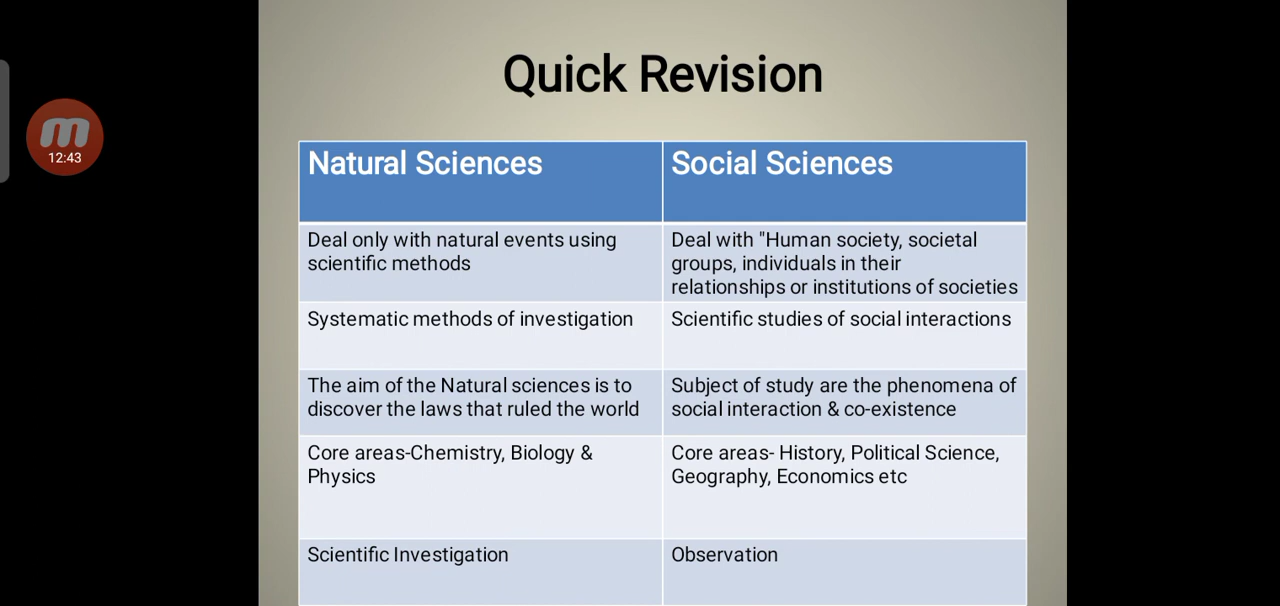 Quick Revision
12:43
Natural Sciences
Social Sciences
Deal only with natural events using
scientific methods
Deal with "Human society, societal
groups, individuals in their
relationships or institutions of societies
Systematic methods of investigation
Scientific studies of social interactions
The aim of the Natural sciences is to
discover the laws that ruled the world
Subject of study are the phenomena of
social interaction & co-existence
Core areas-Chemistry, Biology &
Physics
Core areas- History, Political Science,
Geography, Economics etc
Scientific Investigation
Observation